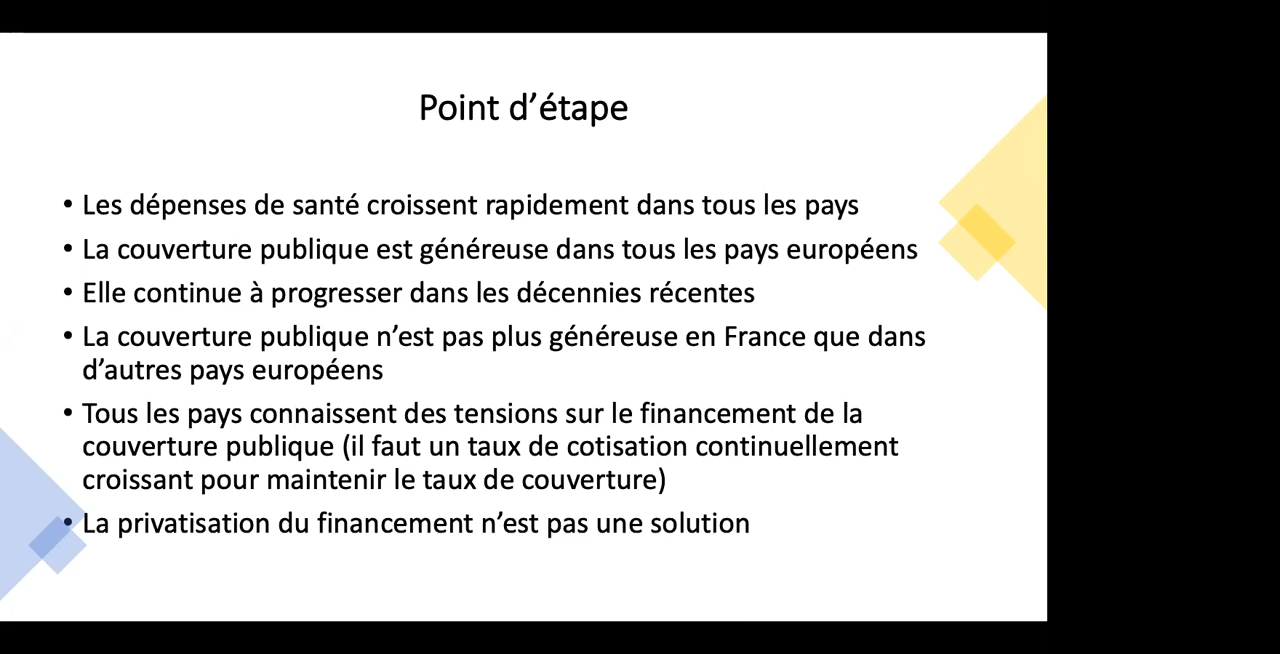 Point d’étape
• Les dépenses de santé croissent rapidement dans tous les pays
• La couverture publique est généreuse dans tous les pays européens
• Elle continue à progresser dans les décennies récentes
• La couverture publique n’est pas plus généreuse en France que dans
d’autres pays européens
• Tous les pays connaissent des tensions sur le financement de la
couverture publique (il faut un taux de cotisation continuellement
croissant pour maintenir le taux de couverture)
• La privatisation du financement n’est pas une solution